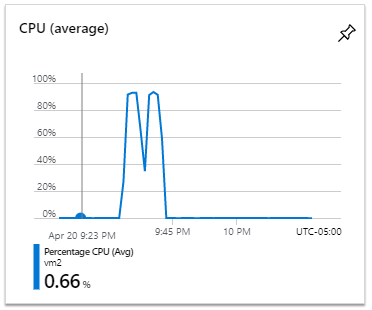 CPU (average)
100%
80%
60%
40%
20%
0%
Apr 20 9:23 PM 9:45 PM 10 PM UTC-05:00
Percentage CPU (Avg)
vm2
0.66 %